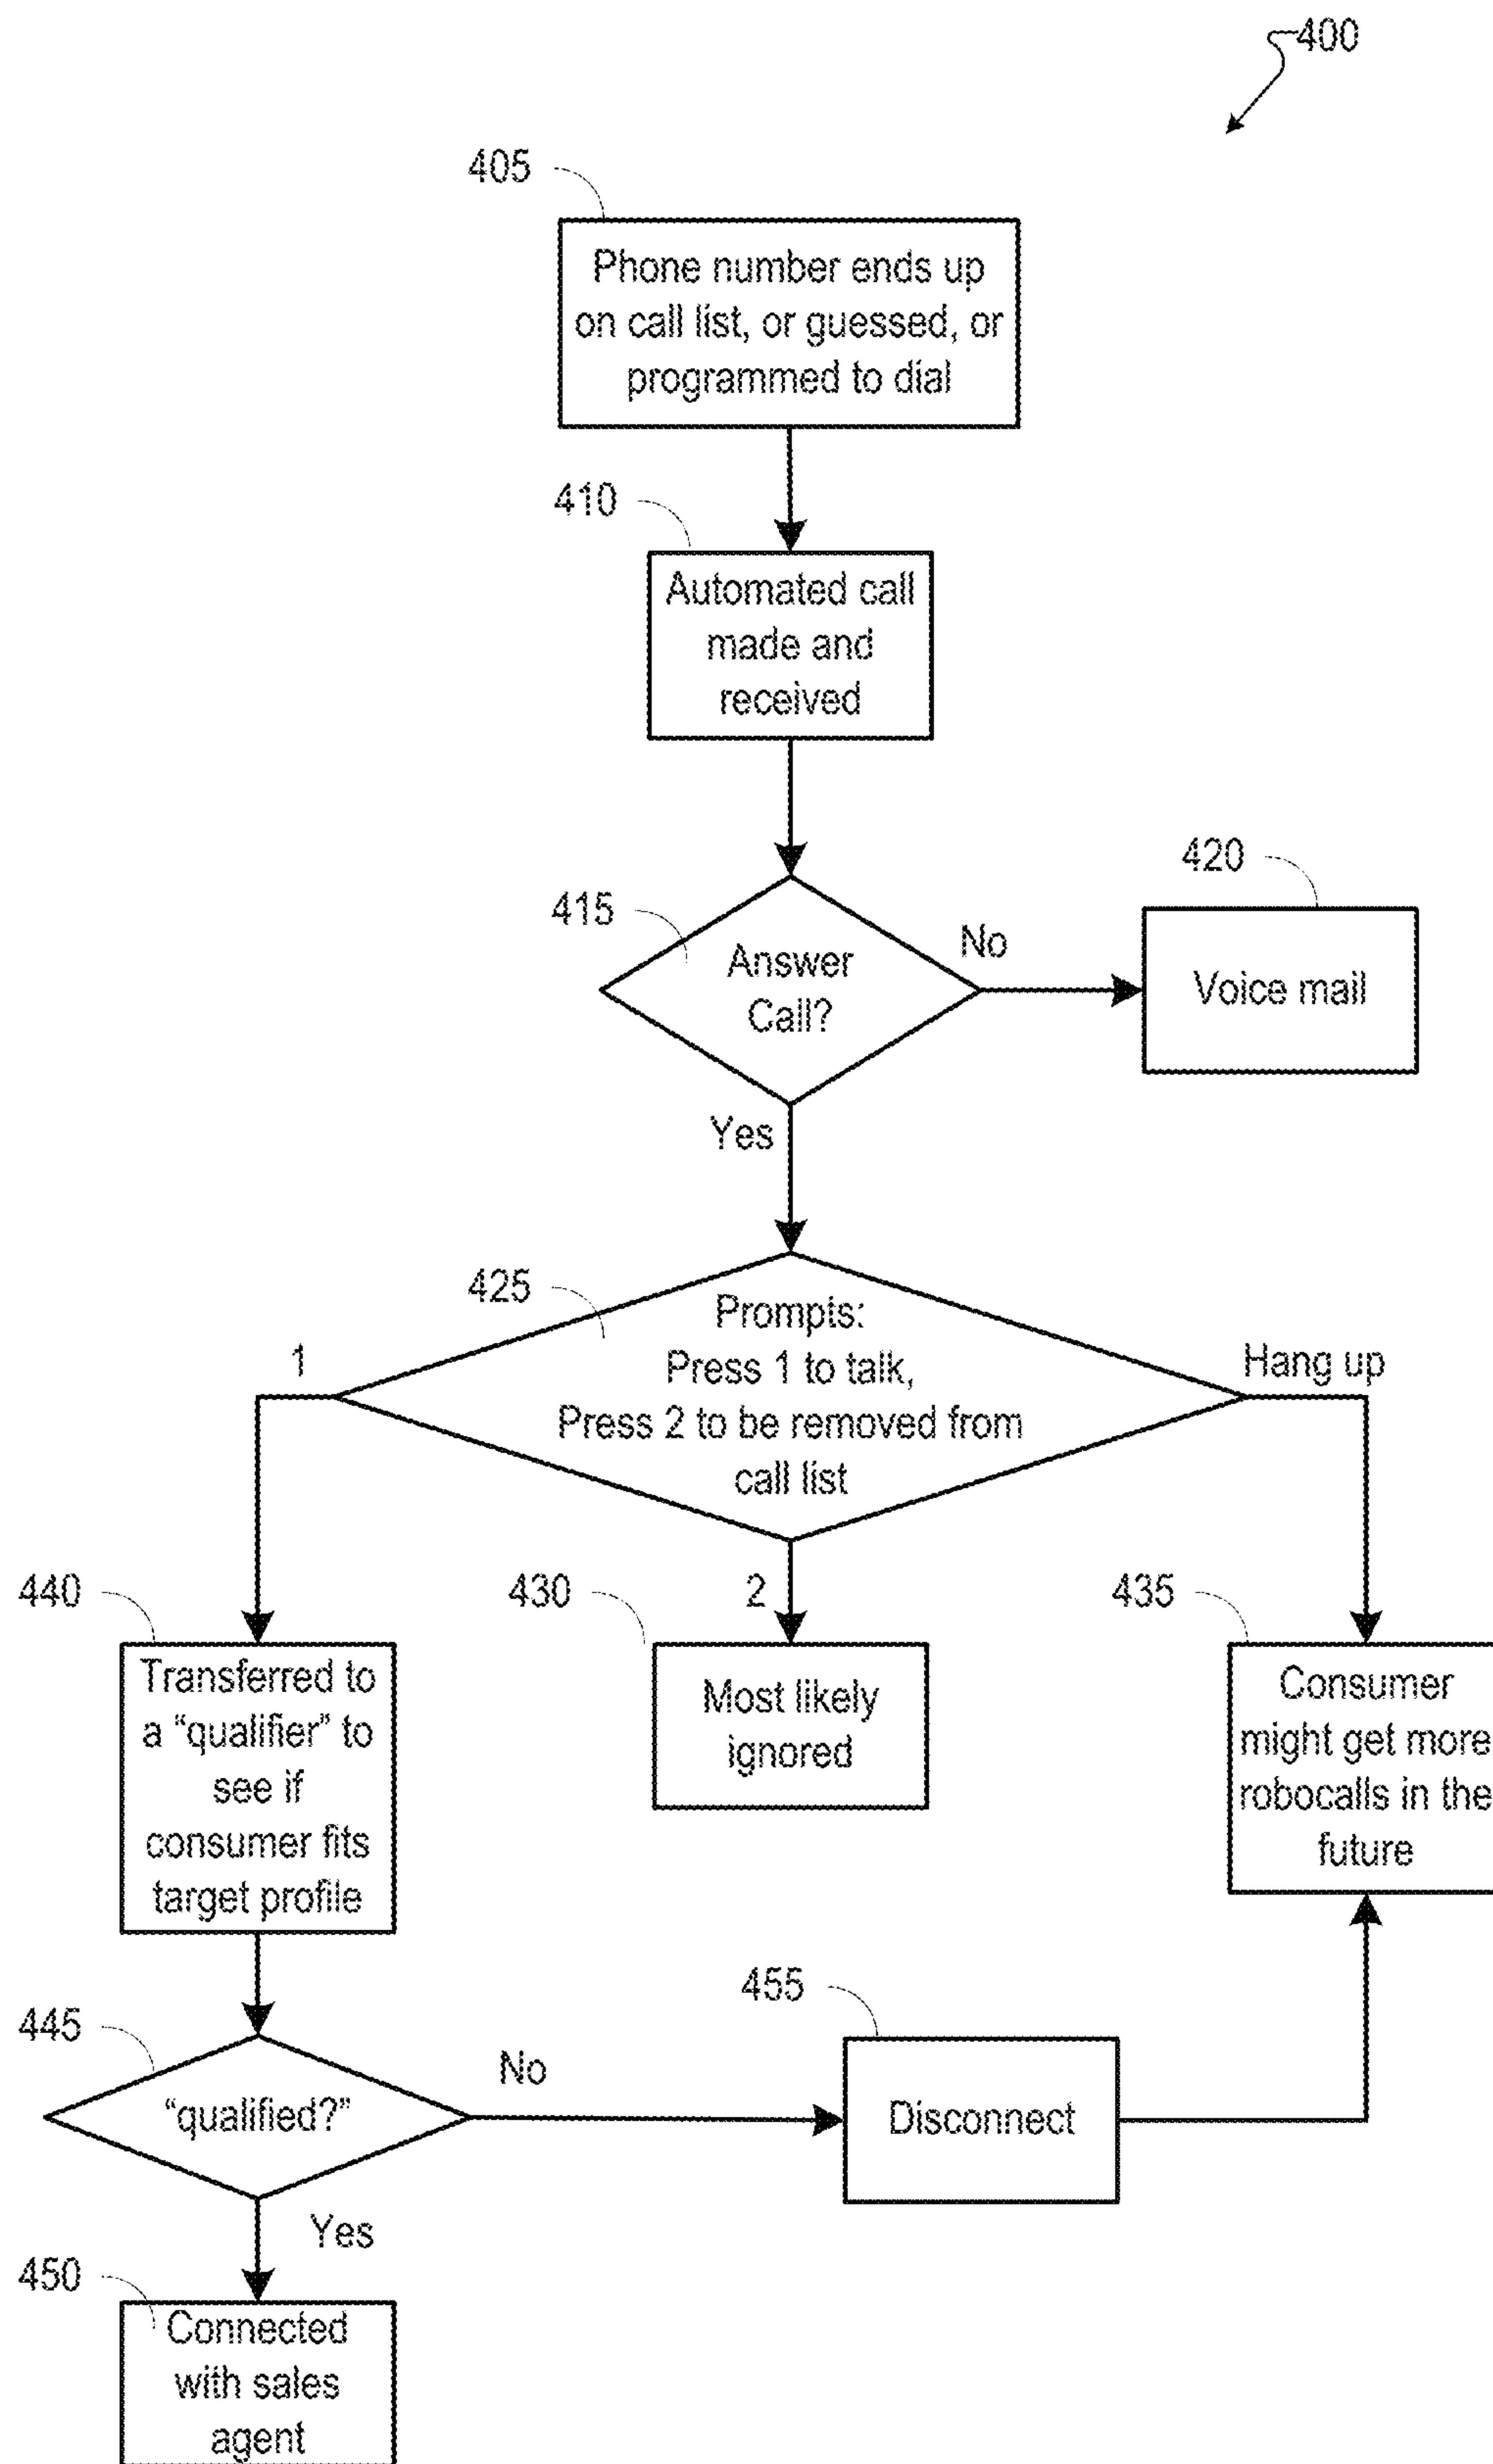 400
405
Phone number ends up
on call list, or guessed, or
programmed to dial
410
Automated call
made and
received
415
Answer
Call?
No
420
Voice mail
Yes
425
Prompts:
Press 1 to talk,
Press 2 to be removed from
call list
1
Hang up
2
440
Transferred to
a “qualifier” to
see if
consumer fits
target profile
430
Most likely
ignored
435
Consumer
might get more
robocalls in the
future
445
“qualified?”
No
455
Disconnect
Yes
450
Connected
with sales
agent